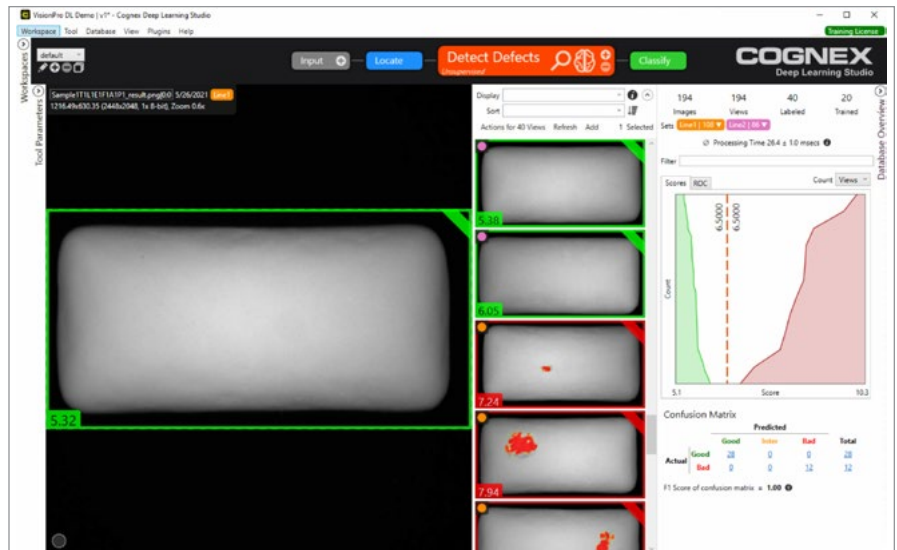 VisionPro DL Demo | v1* - Cognex Deep Learning Studio
Workspace Tool Database View Plugins Help
Training License
default
Input
Locate
Detect Defects
Unsupervised
Classify
COGNEX
Deep Learning Studio
Workspaces
Tool Parameters
Database Overview
5/26/2021 Line1
1216.49x630.35 (2448x2048, 1x 8-bit), Zoom 0.6x
5.32
Display
Sort
Actions for 40 Views Refresh Add 1 Selected
5.38
6.05
7.24
7.94
194 194 40 20
Images Views Labeled Trained
Sets Line1 | 108 Line2 | 86
Processing Time 26.4 ± 1.0 msecs
Filter
Scores ROC Count Views
6.5000 6.5000
Count
5.1 Score 10.3
Confusion Matrix
Predicted
Good Inter Bad Total
Actual Good 28 0 0 28
Bad 0 0 12 12
F1 Score of confusion matrix = 1.00